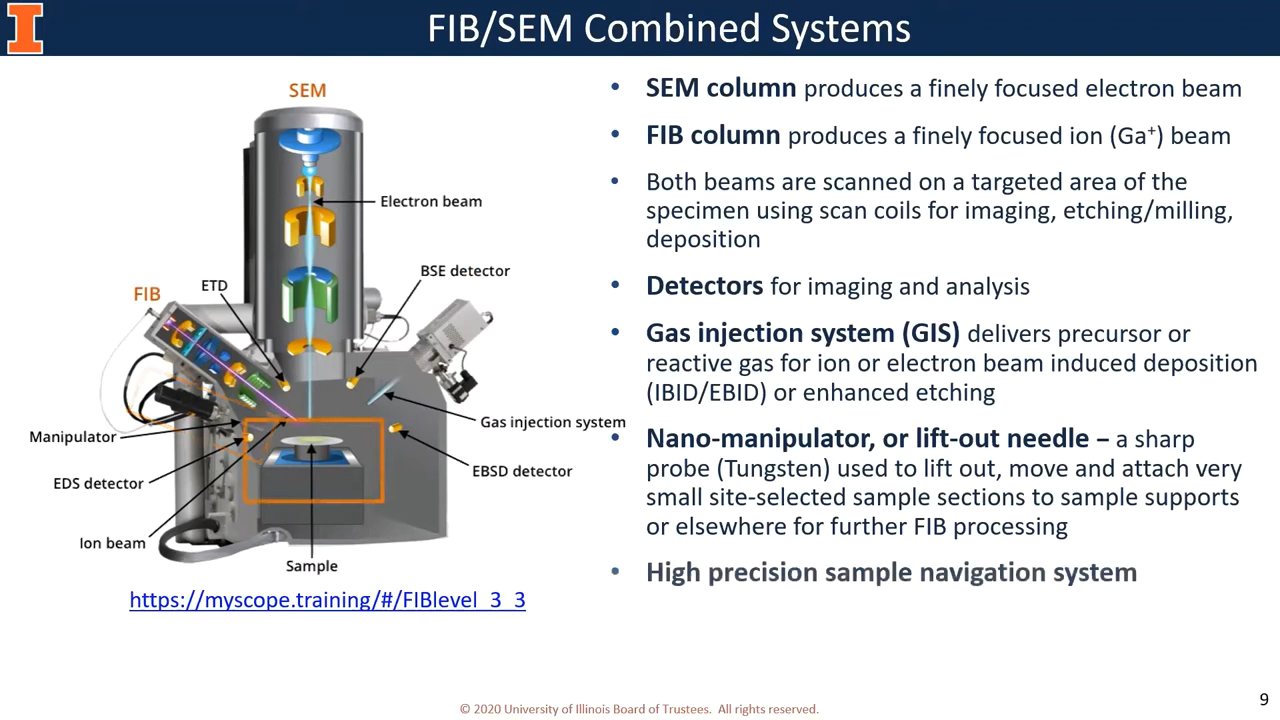 FIB/SEM Combined Systems
SEM
Electron beam
BSE detector
ETD
FIB
Gas injection system
Manipulator
EBSD detector
EDS detector
Ion beam
Sample
https://myscope.training/#/FIBlevel_3_3
• SEM column produces a finely focused electron beam
• FIB column produces a finely focused ion (Ga⁺) beam
• Both beams are scanned on a targeted area of the
specimen using scan coils for imaging, etching/milling,
deposition
• Detectors for imaging and analysis
• Gas injection system (GIS) delivers precursor or
reactive gas for ion or electron beam induced deposition
(IBID/EBID) or enhanced etching
• Nano-manipulator, or lift-out needle – a sharp
probe (Tungsten) used to lift out, move and attach very
small site-selected sample sections to sample supports
or elsewhere for further FIB processing
• High precision sample navigation system
© 2020 University of Illinois Board of Trustees. All rights reserved.
9